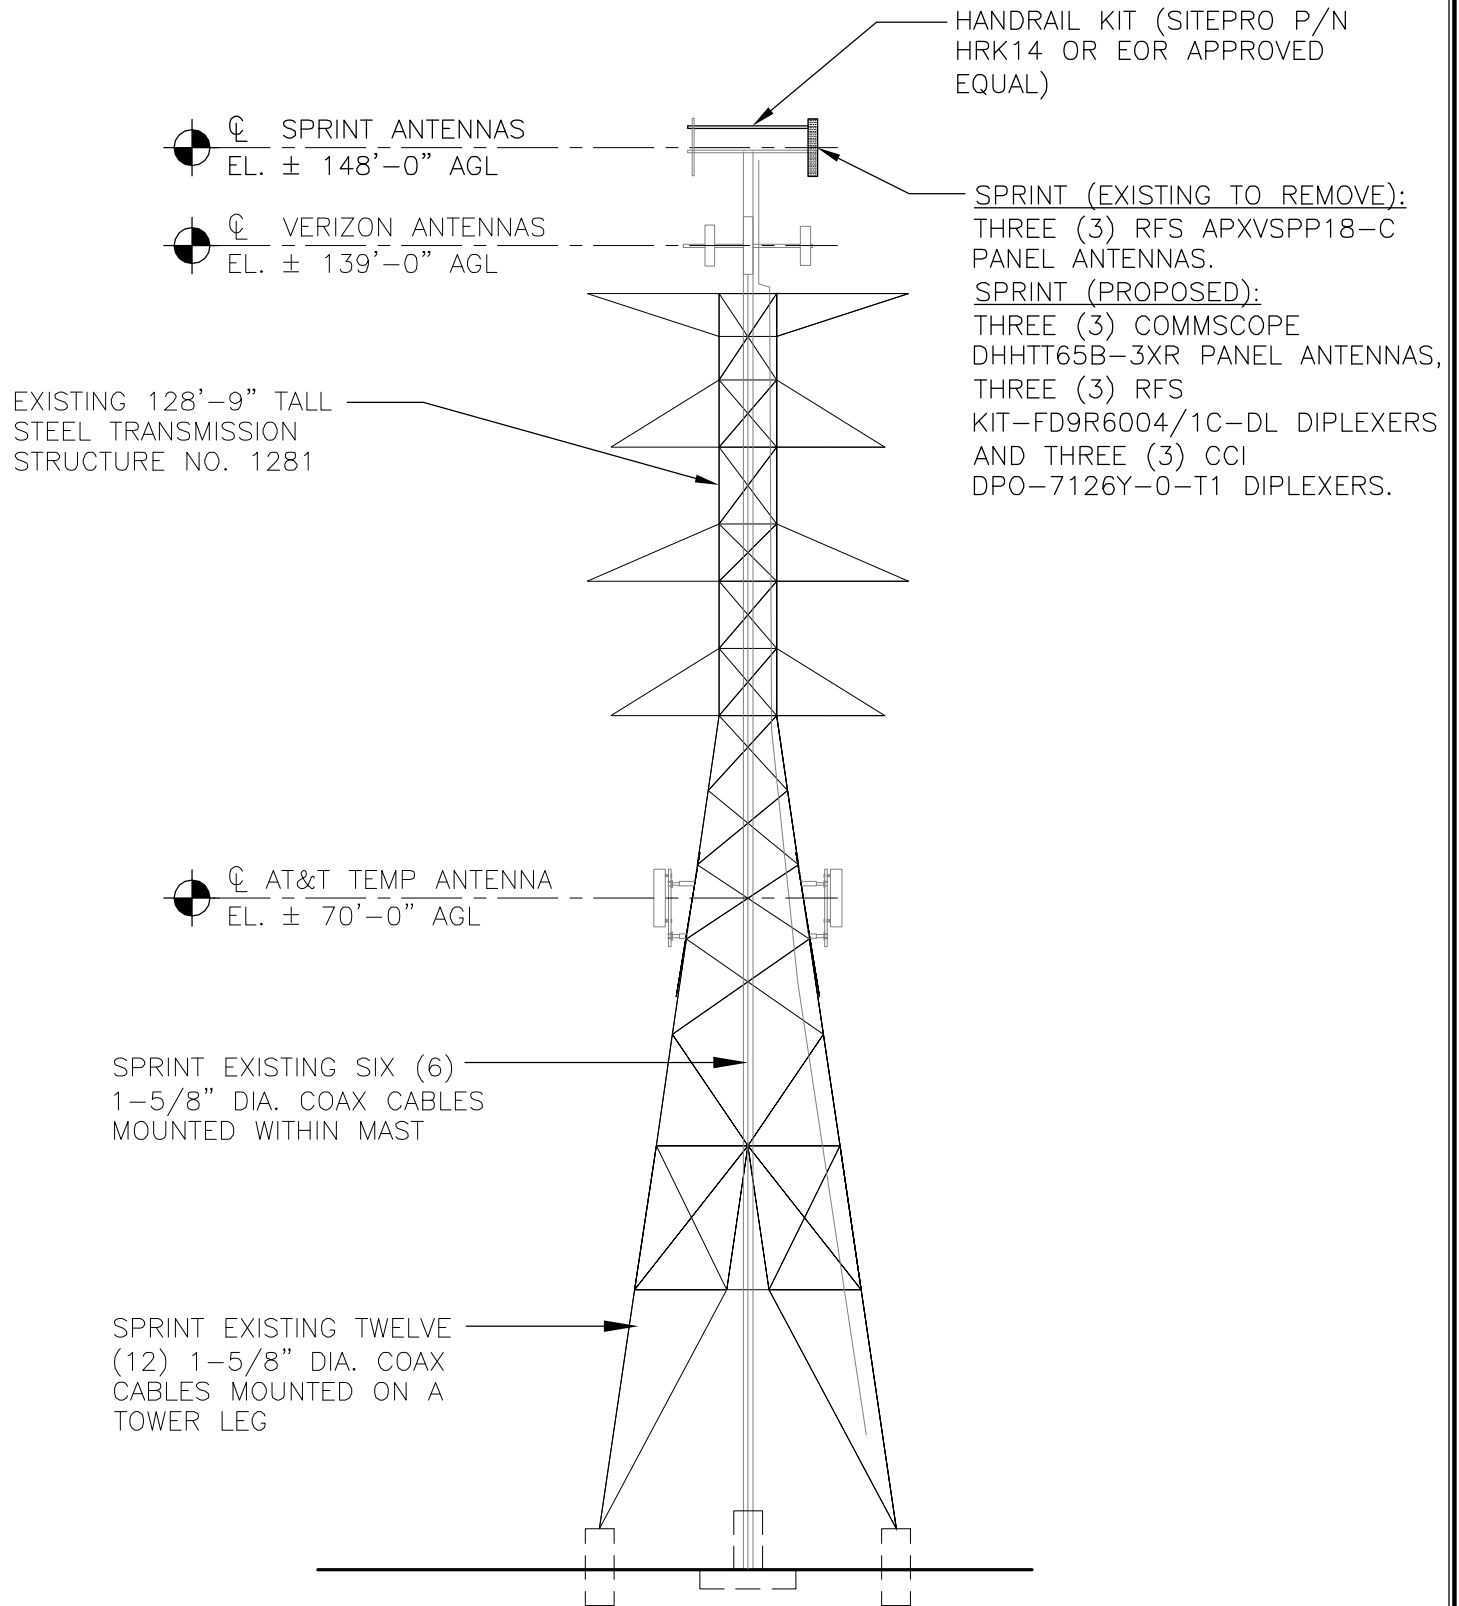 HANDRAIL KIT (SITEPRO P/N
HRK14 OR EOR APPROVED
EQUAL)
℄ SPRINT ANTENNAS
EL. ± 148'-0" AGL
SPRINT (EXISTING TO REMOVE):
THREE (3) RFS APXVSPP18-C
PANEL ANTENNAS.
SPRINT (PROPOSED):
THREE (3) COMMSCOPE
DHHTT65B-3XR PANEL ANTENNAS,
THREE (3) RFS
KIT-FD9R6004/1C-DL DIPLEXERS
AND THREE (3) CCI
DPO-7126Y-0-T1 DIPLEXERS.
℄ VERIZON ANTENNAS
EL. ± 139'-0" AGL
EXISTING 128'-9" TALL
STEEL TRANSMISSION
STRUCTURE NO. 1281
℄ AT&T TEMP ANTENNA
EL. ± 70'-0" AGL
SPRINT EXISTING SIX (6)
1-5/8" DIA. COAX CABLES
MOUNTED WITHIN MAST
SPRINT EXISTING TWELVE
(12) 1-5/8" DIA. COAX
CABLES MOUNTED ON A
TOWER LEG